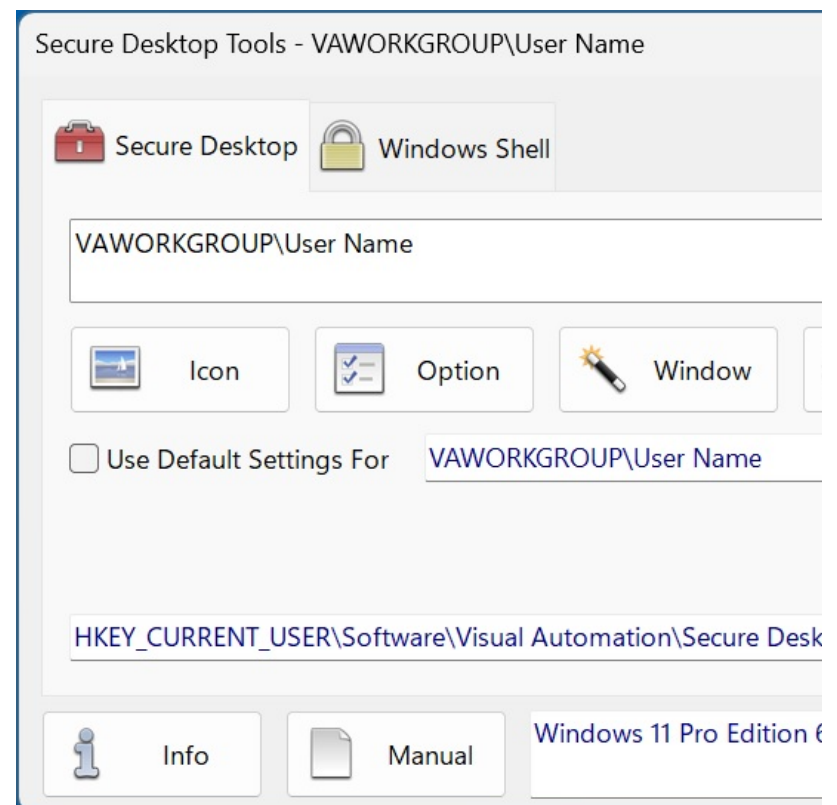 Secure Desktop Tools - VAWORKGROUP\User Name
Secure Desktop Windows Shell
VAWORKGROUP\User Name
Icon Option Window
Use Default Settings For VAWORKGROUP\User Name
HKEY_CURRENT_USER\Software\Visual Automation\Secure Desk
Info Manual Windows 11 Pro Edition 6